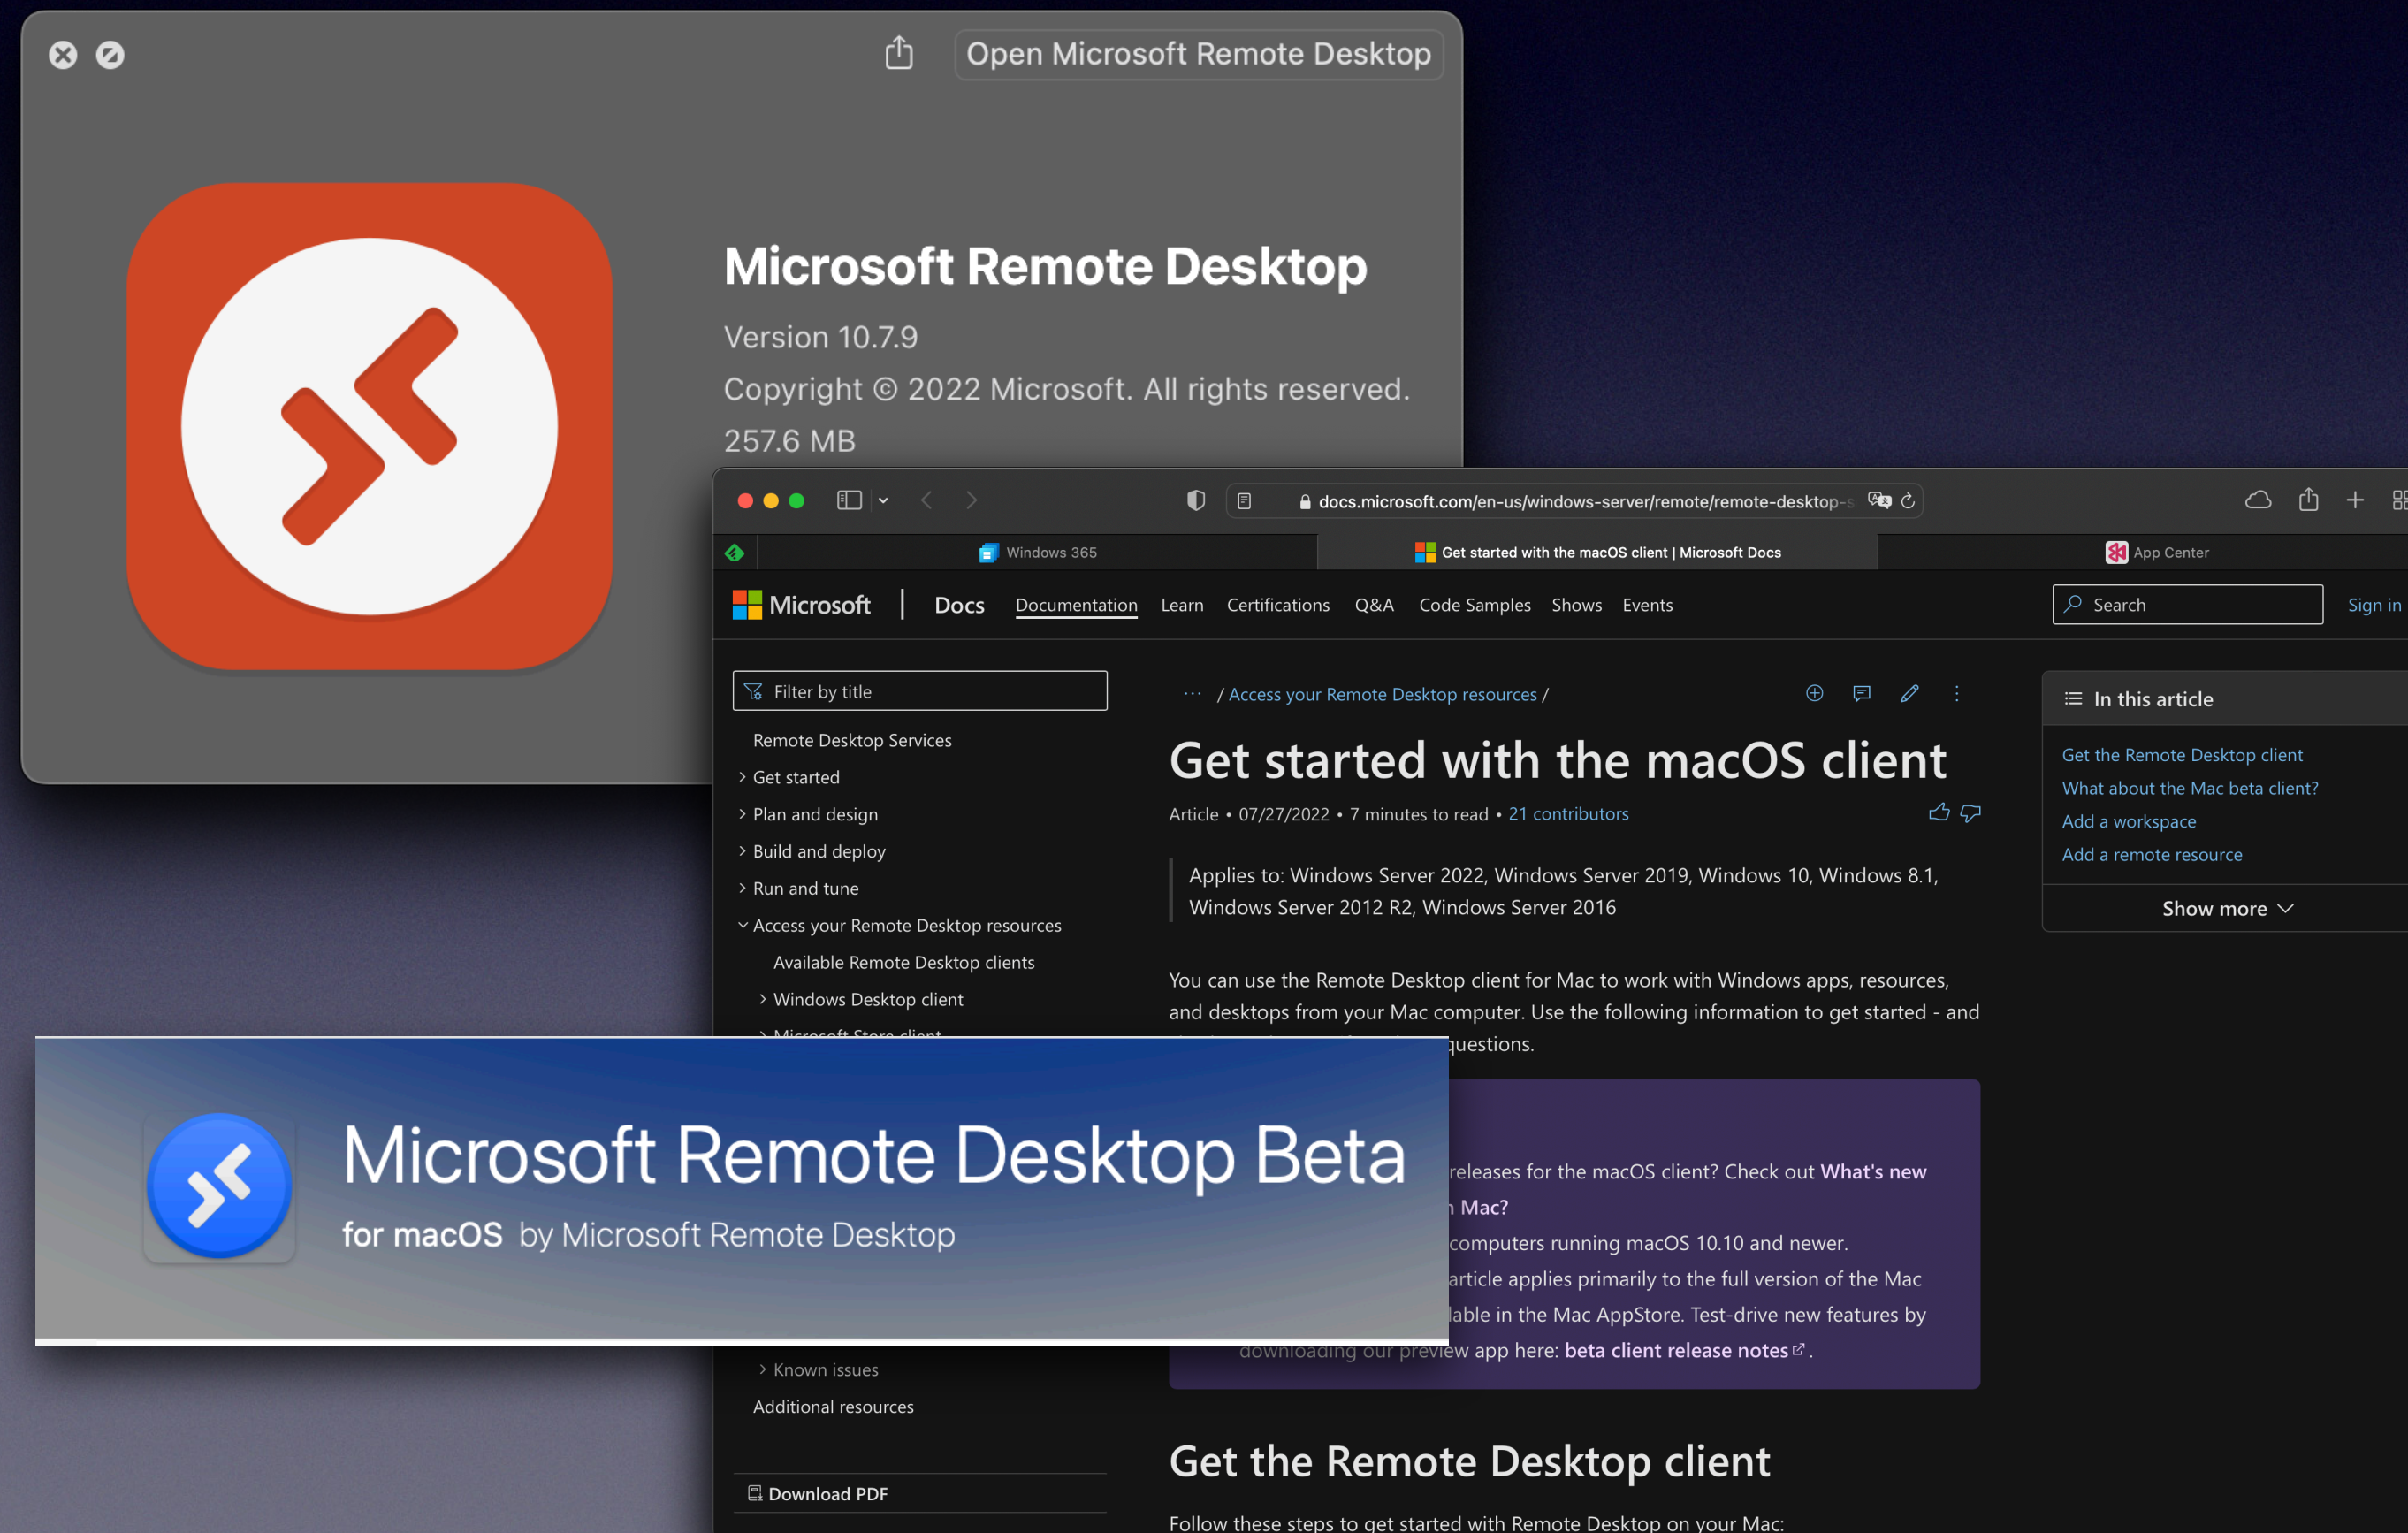 Open Microsoft Remote Desktop
Microsoft Remote Desktop
Version 10.7.9
Copyright © 2022 Microsoft. All rights reserved.
257.6 MB
docs.microsoft.com/en-us/windows-server/remote/remote-desktop-s
Windows 365
Get started with the macOS client | Microsoft Docs
App Center
Microsoft | Docs Documentation Learn Certifications Q&A Code Samples Shows Events
Search
Sign in
Filter by title
Remote Desktop Services
Get started
Plan and design
Build and deploy
Run and tune
Access your Remote Desktop resources
Available Remote Desktop clients
Windows Desktop client
Microsoft Store client
Known issues
Additional resources
Download PDF
··· / Access your Remote Desktop resources /
Get started with the macOS client
Article • 07/27/2022 • 7 minutes to read • 21 contributors
Applies to: Windows Server 2022, Windows Server 2019, Windows 10, Windows 8.1,
Windows Server 2012 R2, Windows Server 2016
You can use the Remote Desktop client for Mac to work with Windows apps, resources,
and desktops from your Mac computer. Use the following information to get started - and
questions.
releases for the macOS client? Check out What's new
Mac?
computers running macOS 10.10 and newer.
article applies primarily to the full version of the Mac
in the Mac AppStore. Test-drive new features by
downloading our preview app here: beta client release notes.
Get the Remote Desktop client
Follow these steps to get started with Remote Desktop on your Mac:
In this article
Get the Remote Desktop client
What about the Mac beta client?
Add a workspace
Add a remote resource
Show more
Microsoft Remote Desktop Beta
for macOS by Microsoft Remote Desktop